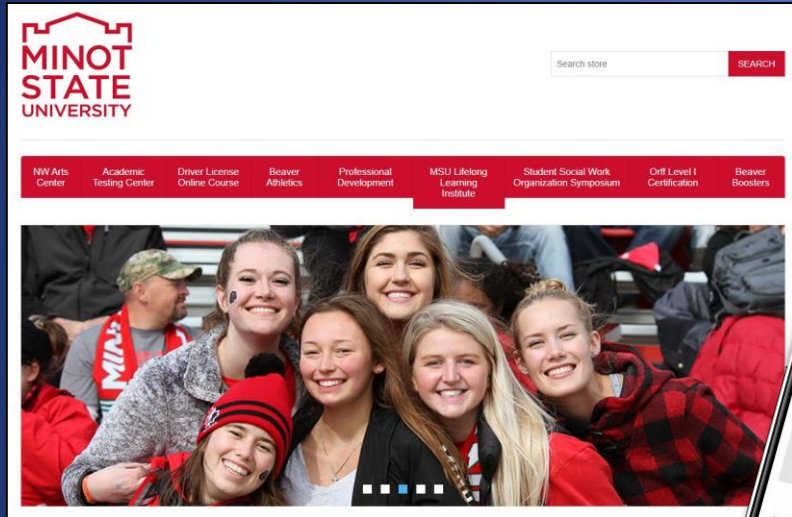 MINOT
STATE
UNIVERSITY
Search store
SEARCH
NW Arts
Center
Academic
Testing Center
Driver License
Online Course
Beaver
Athletics
Professional
Development
MSU Lifelong
Learning
Institute
Student Social Work
Organization Symposium
Orff Level I
Certification
Beaver
Boosters